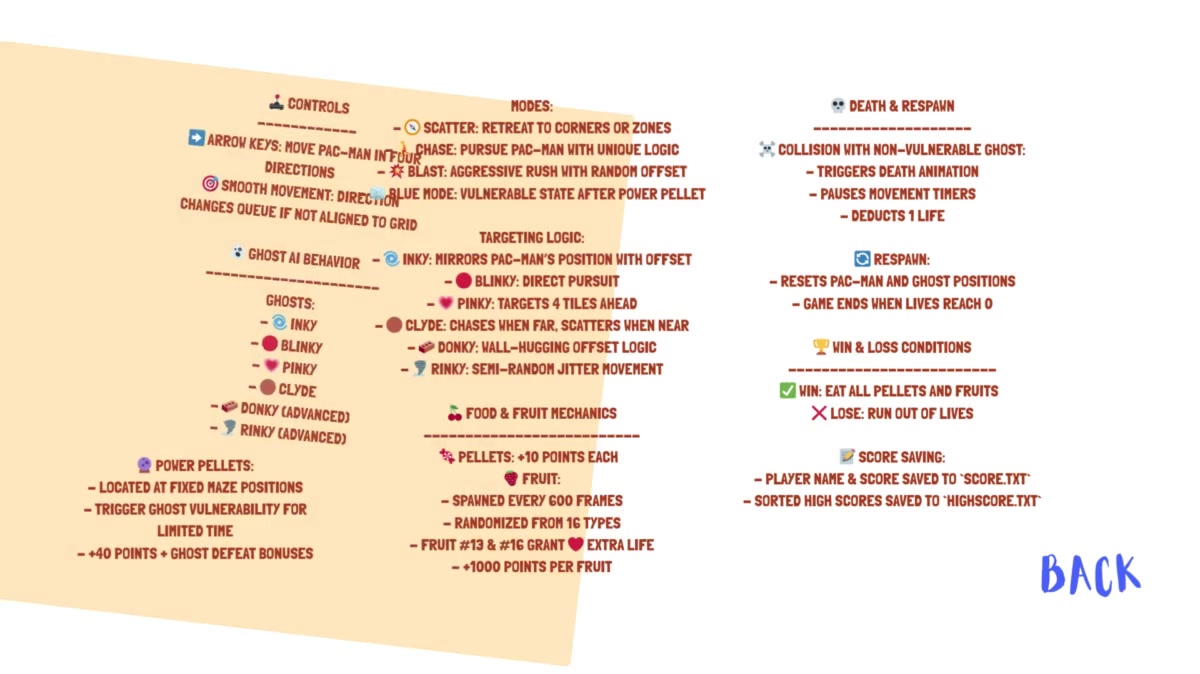 🕹️ CONTROLS
------------
➡️ ARROW KEYS: MOVE PAC-MAN IN FOUR
DIRECTIONS
🎯 SMOOTH MOVEMENT: DIRECTION
CHANGES QUEUE IF NOT ALIGNED TO GRID
👻 GHOST AI BEHAVIOR
---------------------
GHOSTS:
- 🌀 INKY
- 🔴 BLINKY
- 💗 PINKY
- 🟤 CLYDE
- 🧱 DONKY (ADVANCED)
- 🌪️ RINKY (ADVANCED)
🔮 POWER PELLETS:
- LOCATED AT FIXED MAZE POSITIONS
- TRIGGER GHOST VULNERABILITY FOR
LIMITED TIME
- +40 POINTS + GHOST DEFEAT BONUSES
MODES:
- 🧭 SCATTER: RETREAT TO CORNERS OR ZONES
CHASE: PURSUE PAC-MAN WITH UNIQUE LOGIC
- 💥 BLAST: AGGRESSIVE RUSH WITH RANDOM OFFSET
- 🧊 BLUE MODE: VULNERABLE STATE AFTER POWER PELLET
TARGETING LOGIC:
- 🌀 INKY: MIRRORS PAC-MAN'S POSITION WITH OFFSET
- 🔴 BLINKY: DIRECT PURSUIT
- 💗 PINKY: TARGETS 4 TILES AHEAD
- 🟤 CLYDE: CHASES WHEN FAR, SCATTERS WHEN NEAR
- 🧱 DONKY: WALL-HUGGING OFFSET LOGIC
- 🌪️ RINKY: SEMI-RANDOM JITTER MOVEMENT
🍒 FOOD & FRUIT MECHANICS
--------------------------
🍬 PELLETS: +10 POINTS EACH
🍓 FRUIT:
- SPAWNED EVERY 600 FRAMES
- RANDOMIZED FROM 16 TYPES
- FRUIT #13 & #16 GRANT ❤️ EXTRA LIFE
- +1000 POINTS PER FRUIT
💀 DEATH & RESPAWN
-------------------
☠️ COLLISION WITH NON-VULNERABLE GHOST:
- TRIGGERS DEATH ANIMATION
- PAUSES MOVEMENT TIMERS
- DEDUCTS 1 LIFE
🔄 RESPAWN:
- RESETS PAC-MAN AND GHOST POSITIONS
- GAME ENDS WHEN LIVES REACH 0
🏆 WIN & LOSS CONDITIONS
-------------------------
✅ WIN: EAT ALL PELLETS AND FRUITS
❌ LOSE: RUN OUT OF LIVES
📝 SCORE SAVING:
- PLAYER NAME & SCORE SAVED TO `SCORE.TXT`
- SORTED HIGH SCORES SAVED TO `HIGHSCORE.TXT`
BACK